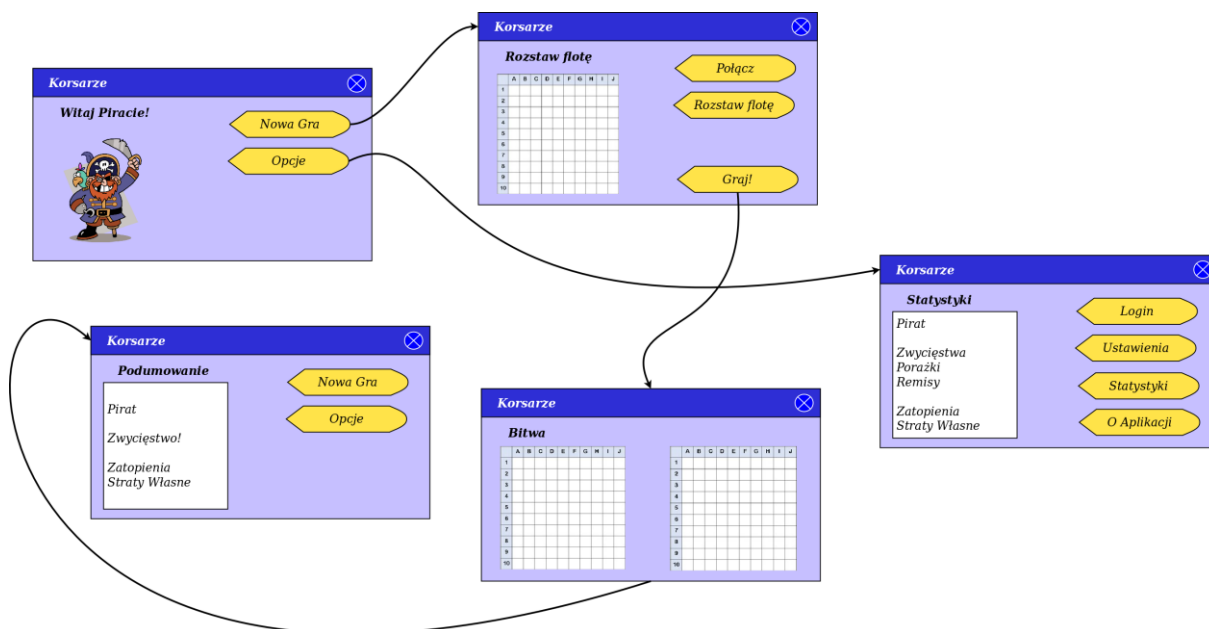 Korsarze
Rozstaw flotę
Połącz
A B C D E F G H I J
1
2
3
4
5
6
7
8
9
10
Rozstaw flotę
Graj!
Korsarze
Witaj Piracie!
Nowa Gra
Opcje
Korsarze
Statystyki
Pirat
Zwycięstwa
Porażki
Remisy
Zatopienia
Straty Własne
Login
Ustawienia
Statystyki
O Aplikacji
Korsarze
Podumowanie
Pirat
Zwycięstwo!
Zatopienia
Straty Własne
Nowa Gra
Opcje
Korsarze
Bitwa
A B C D E F G H I J
1
2
3
4
5
6
7
8
9
10
A B C D E F G H I J
1
2
3
4
5
6
7
8
9
10